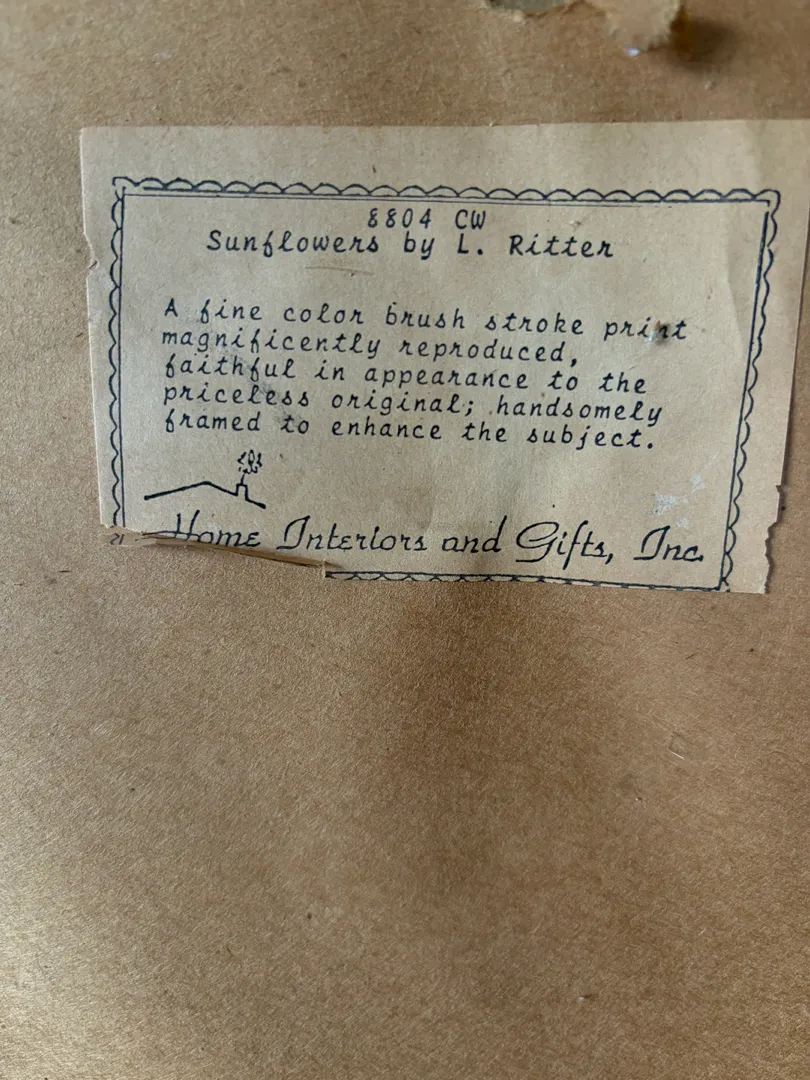 8804 CW
Sunflowers by L. Ritter
A fine color brush stroke print
magnificently reproduced,
faithful in appearance to the
priceless original; handsomely
framed to enhance the subject.
Home Interiors and Gifts, Inc.